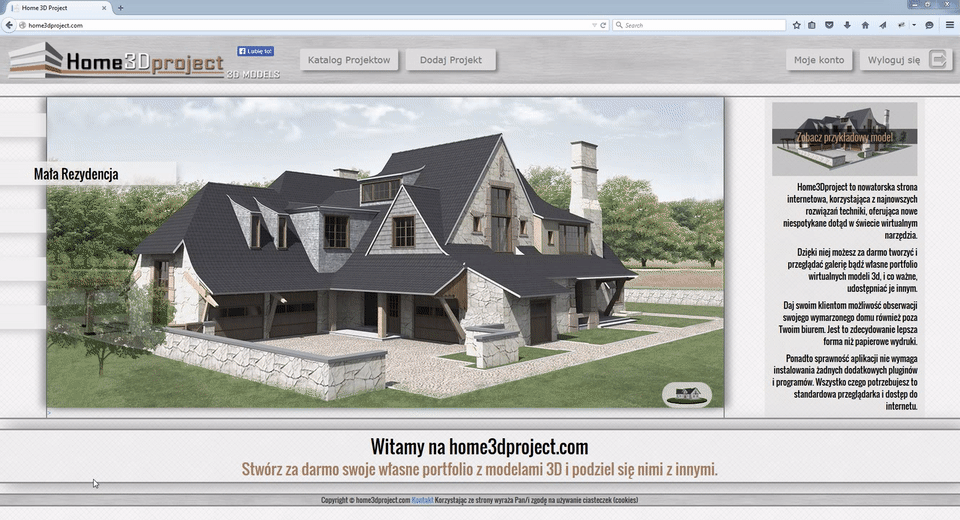 Home 3D Project
home3dproject.com
Search
Home3Dproject
3D MODELS
Lubię to!
Katalog Projektow
Dodaj Projekt
Moje konto
Wyloguj się
Mała Rezydencja
Zobacz przykładowy model
Home3Dproject to nowatorska strona
internetowa, korzystająca z najnowszych
rozwiązań techniki, oferująca nowe
niespotykane dotąd w świecie wirtualnym
narzędzia.
Dzięki niej możesz za darmo tworzyć i
przeglądać galerię bądź własne portfolio
wirtualnych modeli 3d, i co ważne,
udostępniać je innym.
Daj swoim klientom możliwość obserwacji
swojego wymarzonego domu również poza
Twoim biurem. Jest to zdecydowanie lepsza
forma niż papierowe wydruki.
Ponadto sprawność aplikacji nie wymaga
instalowania żadnych dodatkowych pluginów
i programów. Wszystko czego potrzebujesz to
standardowa przeglądarka i dostęp do
internetu.
Witamy na home3dproject.com
Stwórz za darmo swoje własne portfolio z modelami 3D i podziel się nimi z innymi.
Copyright © home3dproject.com Kontakt Korzystając ze strony wyraża Pan/i zgodę na używanie ciasteczek (cookies)